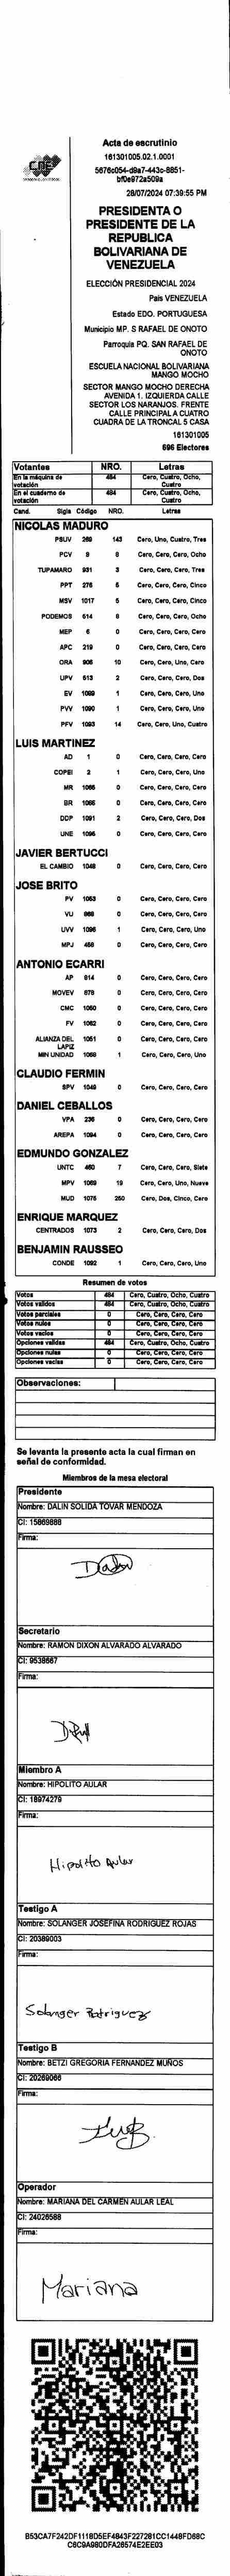 Acta de escrutinio
161301005.02.1.0001
5676c054-d9a7-443c-8851-
bf0e972a509a
28/07/2024 07:39:55 PM
PRESIDENTA O
PRESIDENTE DE LA
REPUBLICA
BOLIVARIANA DE
VENEZUELA
ELECCIÓN PRESIDENCIAL 2024
País VENEZUELA
Estado EDO. PORTUGUESA
Municipio MP. S RAFAEL DE ONOTO
Parroquia PQ. SAN RAFAEL DE
ONOTO
ESCUELA NACIONAL BOLIVARIANA
MANGO MOCHO
SECTOR MANGO MOCHO DERECHA
AVENIDA 1. IZQUIERDA CALLE
SECTOR LOS NARANJOS. FRENTE
CALLE PRINCIPAL A CUATRO
CUADRA DE LA TRONCAL 5 CASA
161301005
696 Electores
Votantes NRO. Letras
En la máquina de votación 484 Cero, Cuatro, Ocho, Cuatro
En el cuaderno de votación 484 Cero, Cuatro, Ocho, Cuatro
Cand. Sigla Código NRO. Letras
NICOLAS MADURO
PSUV 269 143 Cero, Uno, Cuatro, Tres
PCV 9 8 Cero, Cero, Cero, Ocho
TUPAMARO 931 3 Cero, Cero, Cero, Tres
PPT 276 5 Cero, Cero, Cero, Cinco
MSV 1017 5 Cero, Cero, Cero, Cinco
PODEMOS 514 8 Cero, Cero, Cero, Ocho
MEP 6 0 Cero, Cero, Cero, Cero
APC 219 0 Cero, Cero, Cero, Cero
ORA 906 10 Cero, Cero, Uno, Cero
UPV 613 2 Cero, Cero, Cero, Dos
EV 1089 1 Cero, Cero, Cero, Uno
PVV 1090 1 Cero, Cero, Cero, Uno
PFV 1093 14 Cero, Cero, Uno, Cuatro
LUIS MARTINEZ
AD 1 0 Cero, Cero, Cero, Cero
COPEI 2 1 Cero, Cero, Cero, Uno
MR 1065 0 Cero, Cero, Cero, Cero
BR 1066 0 Cero, Cero, Cero, Cero
DDP 1091 2 Cero, Cero, Cero, Dos
UNE 1095 0 Cero, Cero, Cero, Cero
JAVIER BERTUCCI
EL CAMBIO 1048 0 Cero, Cero, Cero, Cero
JOSE BRITO
PV 1053 0 Cero, Cero, Cero, Cero
VU 869 0 Cero, Cero, Cero, Cero
UVV 1096 1 Cero, Cero, Cero, Uno
MPJ 458 0 Cero, Cero, Cero, Cero
ANTONIO ECARRI
AP 814 0 Cero, Cero, Cero, Cero
MOVEV 878 0 Cero, Cero, Cero, Cero
CMC 1050 0 Cero, Cero, Cero, Cero
FV 1052 0 Cero, Cero, Cero, Cero
ALIANZA DEL 1051 0 Cero, Cero, Cero, Cero
LAPIZ
MIN UNIDAD 1068 1 Cero, Cero, Cero, Uno
CLAUDIO FERMIN
SPV 1049 0 Cero, Cero, Cero, Cero
DANIEL CEBALLOS
VPA 236 0 Cero, Cero, Cero, Cero
AREPA 1094 0 Cero, Cero, Cero, Cero
EDMUNDO GONZALEZ
UNTC 460 7 Cero, Cero, Cero, Siete
MPV 1069 19 Cero, Cero, Uno, Nueve
MUD 1076 250 Cero, Dos, Cinco, Cero
ENRIQUE MARQUEZ
CENTRADOS 1073 2 Cero, Cero, Cero, Dos
BENJAMIN RAUSSEO
CONDE 1092 1 Cero, Cero, Cero, Uno
Resumen de votos
Votos 484 Cero, Cuatro, Ocho, Cuatro
Votos válidos 484 Cero, Cuatro, Ocho, Cuatro
Votos parciales 0 Cero, Cero, Cero, Cero
Votos nulos 0 Cero, Cero, Cero, Cero
Votos vacíos 0 Cero, Cero, Cero, Cero
Opciones válidas 484 Cero, Cuatro, Ocho, Cuatro
Opciones nulas 0 Cero, Cero, Cero, Cero
Opciones vacías 0 Cero, Cero, Cero, Cero
Observaciones:
Se levanta la presente acta la cual firman en
señal de conformidad.
Miembros de la mesa electoral
Presidente
Nombre: DALIN SOLIDA TOVAR MENDOZA
CI: 15869888
Firma:
Secretario
Nombre: RAMON DIXON ALVARADO ALVARADO
CI: 9539667
Firma:
Miembro A
Nombre: HIPOLITO AULAR
CI: 18974279
Firma:
Hipolito Aular
Testigo A
Nombre: SOLANGER JOSEFINA RODRIGUEZ ROJAS
CI: 20389003
Firma:
Solanger Rodriguez
Testigo B
Nombre: BETZI GREGORIA FERNANDEZ MUÑOS
CI: 20269066
Firma:
Operador
Nombre: MARIANA DEL CARMEN AULAR LEAL
CI: 24026588
Firma:
Mariana
B53CA7F242DF1118D5EF4843F227281CC1448FD68C
C6C9A980DFA26574E2EE03